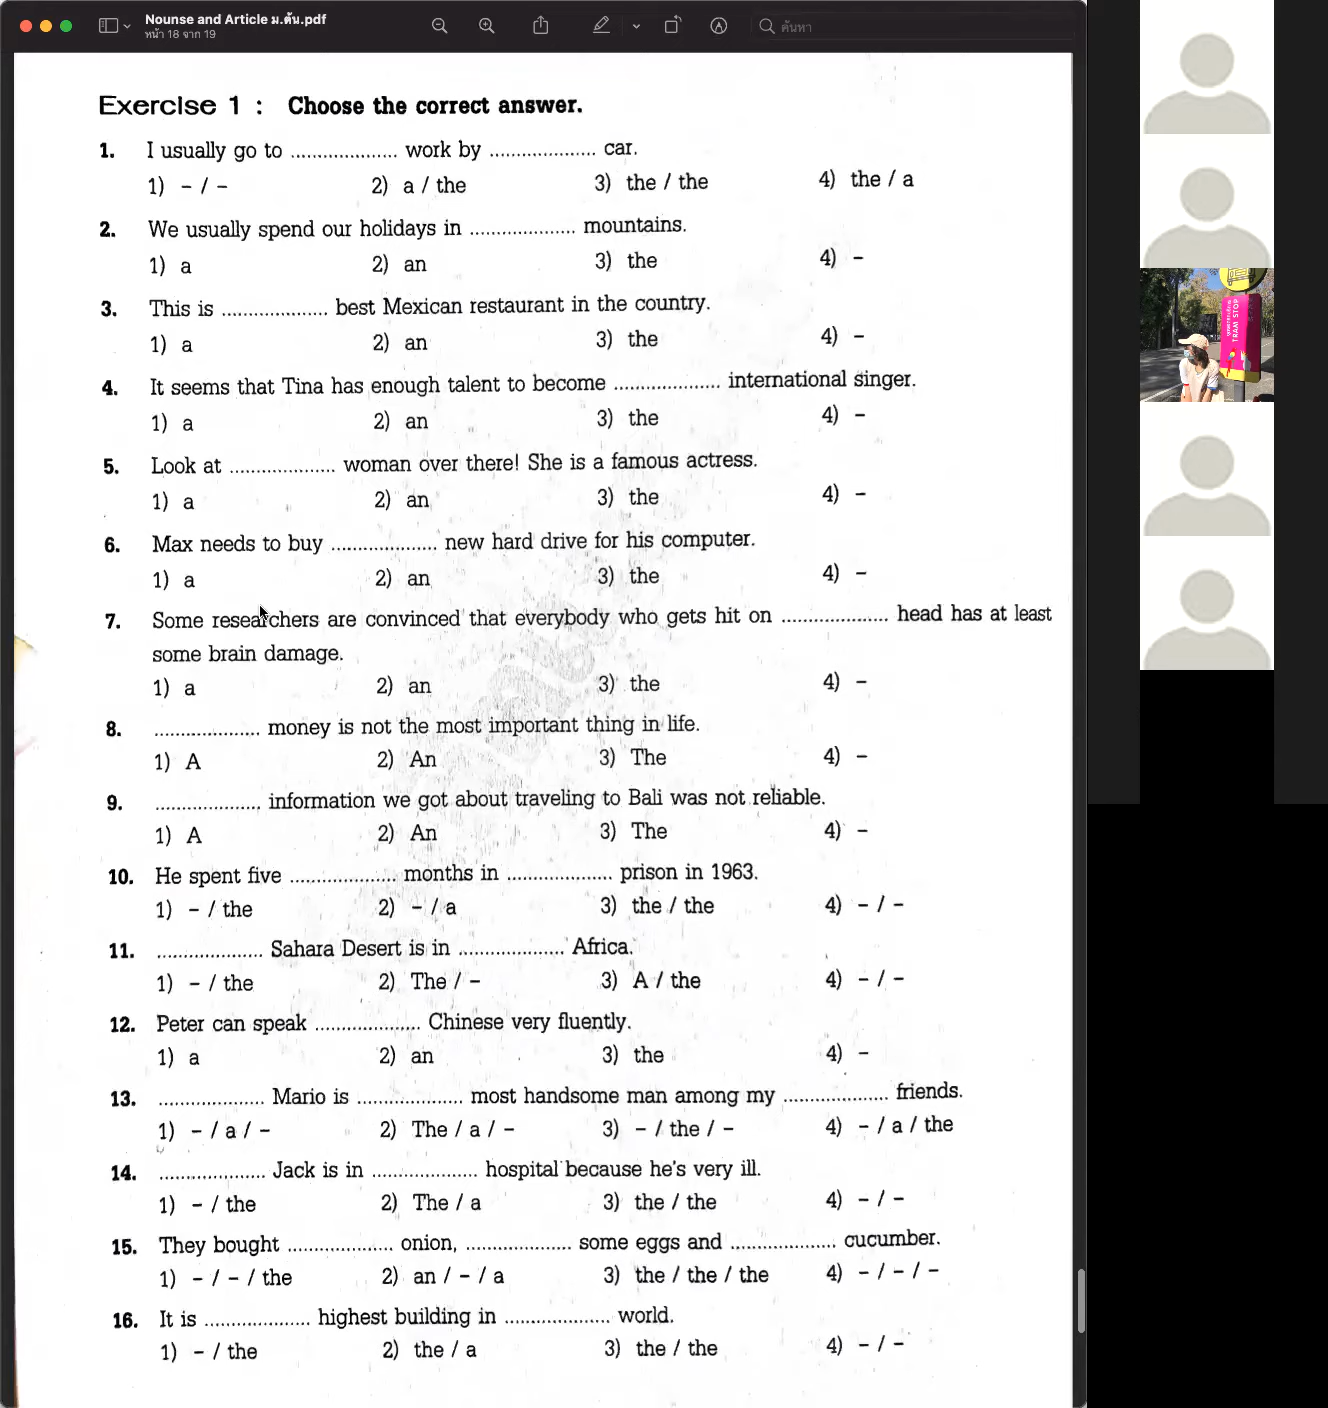 Nounse and Article ม.ต้น.pdf
หน้า 18 จาก 19
ค้นหา
Exercise 1 : Choose the correct answer.
1. I usually go to .................... work by .................... car.
1) - / - 2) a / the 3) the / the 4) the / a
2. We usually spend our holidays in .................... mountains.
1) a 2) an 3) the 4) -
3. This is .................... best Mexican restaurant in the country.
1) a 2) an 3) the 4) -
4. It seems that Tina has enough talent to become .................... international singer.
1) a 2) an 3) the 4) -
5. Look at .................... woman over there! She is a famous actress.
1) a 2) an 3) the 4) -
6. Max needs to buy .................... new hard drive for his computer.
1) a 2) an 3) the 4) -
7. Some researchers are convinced that everybody who gets hit on .................... head has at least
some brain damage.
1) a 2) an 3) the 4) -
8. .................... money is not the most important thing in life.
1) A 2) An 3) The 4) -
9. .................... information we got about traveling to Bali was not reliable.
1) A 2) An 3) The 4) -
10. He spent five .................... months in .................... prison in 1963.
1) - / the 2) - / a 3) the / the 4) - / -
11. .................... Sahara Desert is in .................... Africa.
1) - / the 2) The / - 3) A / the 4) - / -
12. Peter can speak .................... Chinese very fluently.
1) a 2) an 3) the 4) -
13. .................... Mario is .................... most handsome man among my .................... friends.
1) - / a / - 2) The / a / - 3) - / the / - 4) - / a / the
14. .................... Jack is in .................... hospital because he's very ill.
1) - / the 2) The / a 3) the / the 4) - / -
15. They bought .................... onion, .................... some eggs and .................... cucumber.
1) - / - / the 2) an / - / a 3) the / the / the 4) - / - / -
16. It is .................... highest building in .................... world.
1) - / the 2) the / a 3) the / the 4) - / -
TRAM STOP